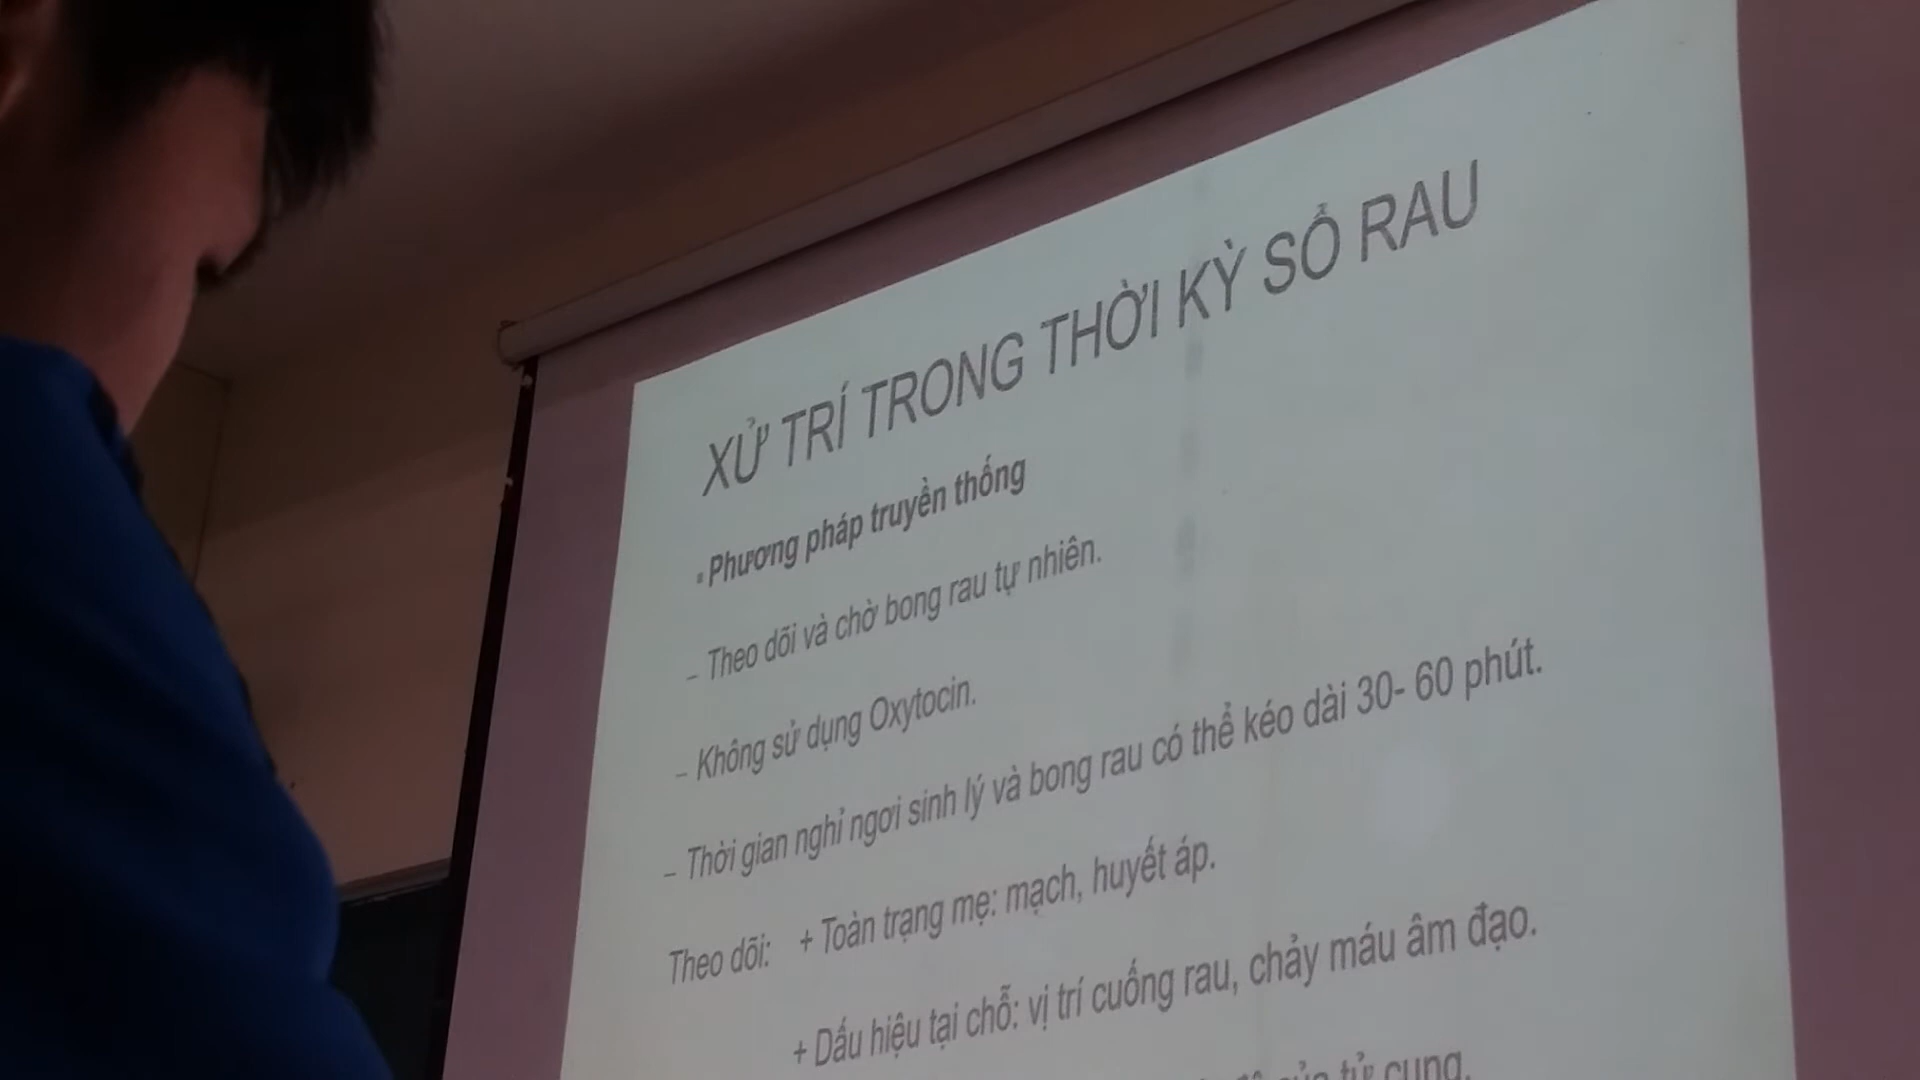 XỬ TRÍ TRONG THỜI KỲ SỔ RAU
▪ Phương pháp truyền thống
– Theo dõi và chờ bong rau tự nhiên.
– Không sử dụng Oxytocin.
– Thời gian nghỉ ngơi sinh lý và bong rau có thể kéo dài 30- 60 phút.
Theo dõi: + Toàn trạng mẹ: mạch, huyết áp.
+ Dấu hiệu tại chỗ: vị trí cuống rau, chảy máu âm đạo.
của tử cung.